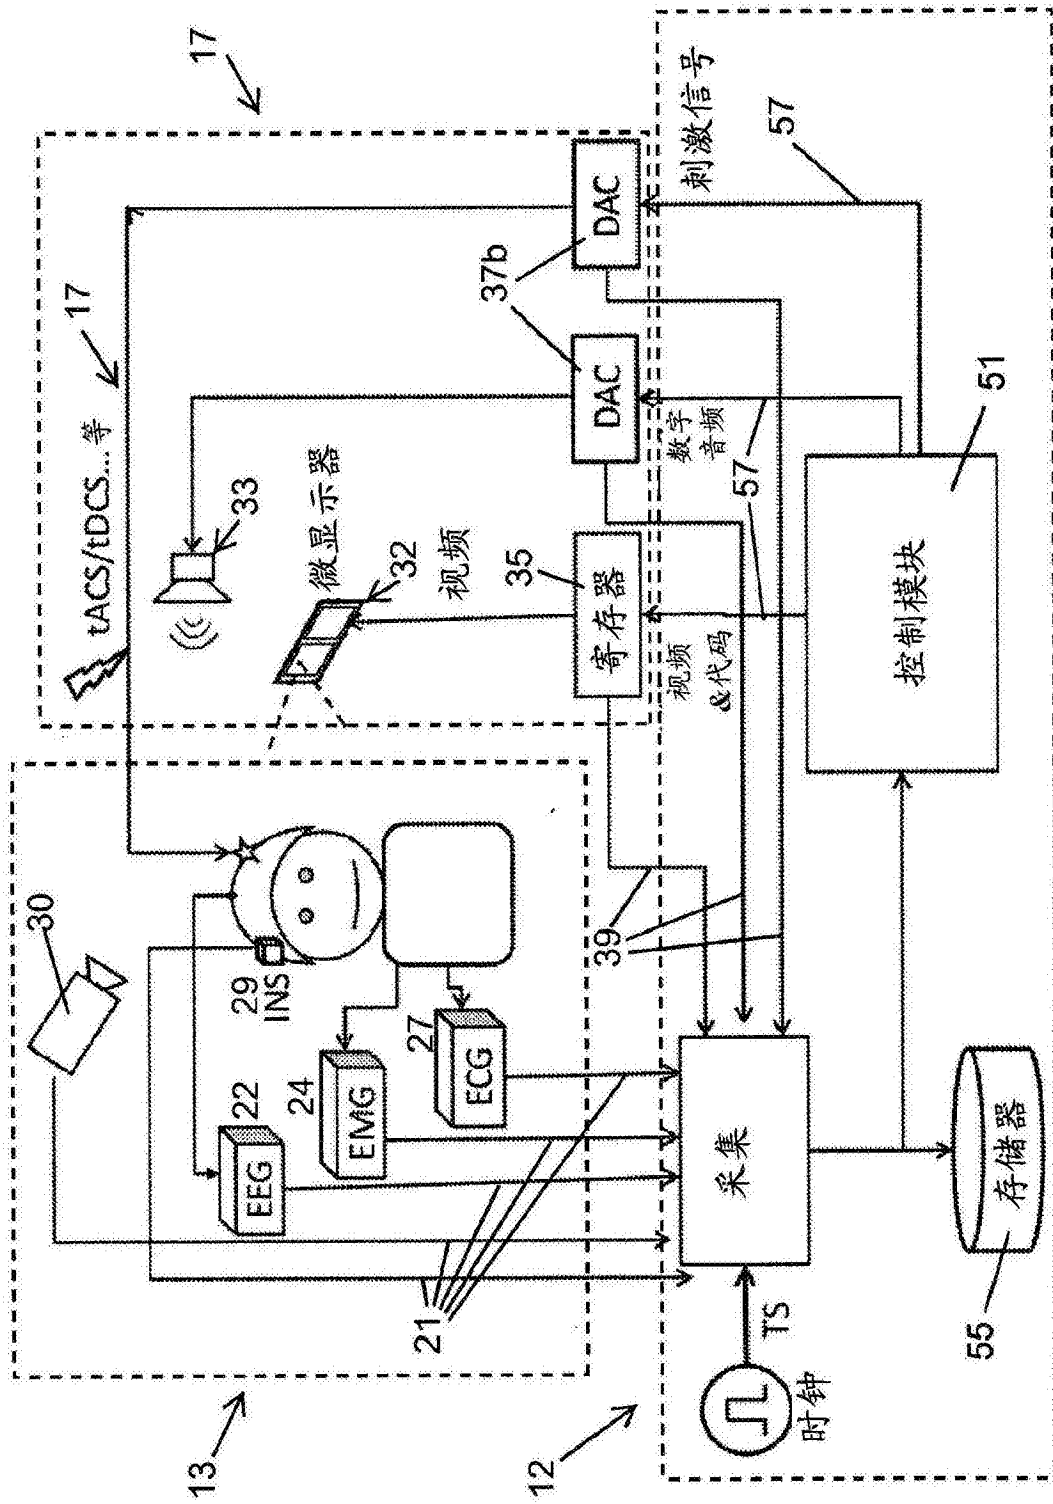 17
17
tACS/tDCS....等
33
微显示器
32
视频
37b
DAC
DAC
35
寄存器
刺激信号
数字
音频
视频
&代码
57
57
51
控制模块
30
29
INS
22
EEG
24
EMG
27
ECG
21
39
13
12
采集
TS
时钟
55
存储器